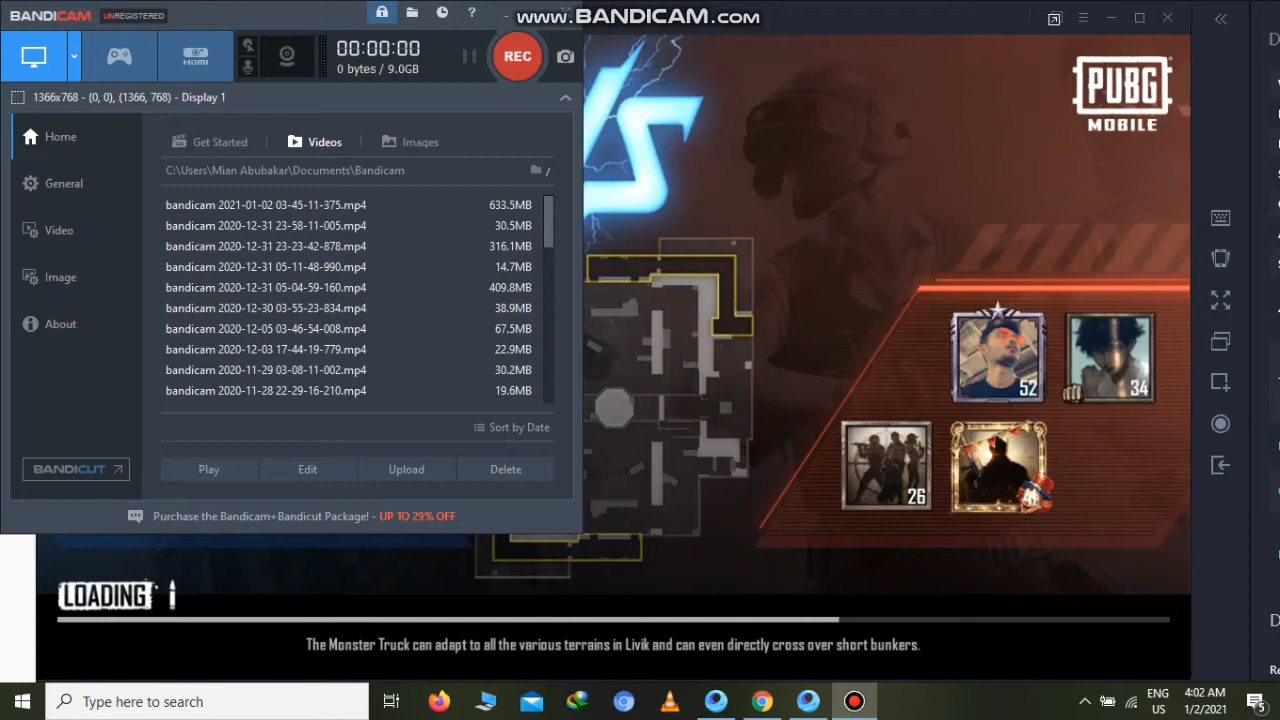 BANDICAM UNREGISTERED
www.BANDICAM.com
HDMI
00:00:00
0 bytes / 9.0GB
REC
1366x768 - (0, 0), (1366, 768) - Display 1
Home
General
Video
Image
About
BANDICUT
Get Started
Videos
Images
C:\Users\Mian Abubakar\Documents\Bandicam
bandicam 2021-01-02 03-45-11-375.mp4 633.5MB
bandicam 2020-12-31 23-58-11-005.mp4 30.5MB
bandicam 2020-12-31 23-23-42-878.mp4 316.1MB
bandicam 2020-12-31 05-11-48-990.mp4 14.7MB
bandicam 2020-12-31 05-04-59-160.mp4 409.8MB
bandicam 2020-12-30 03-55-23-834.mp4 38.9MB
bandicam 2020-12-05 03-46-54-008.mp4 67.5MB
bandicam 2020-12-03 17-44-19-779.mp4 22.9MB
bandicam 2020-11-29 03-08-11-002.mp4 30.2MB
bandicam 2020-11-28 22-29-16-210.mp4 19.6MB
Sort by Date
Play Edit Upload Delete
Purchase the Bandicam+Bandicut Package! - UP TO 29% OFF
PUBG
MOBILE
52
34
26
LOADING
The Monster Truck can adapt to all the various terrains in Livik and can even directly cross over short bunkers.
Type here to search
ENG
US
4:02 AM
1/2/2021
5